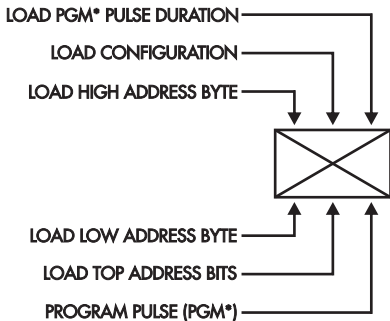 LOAD PGM* PULSE DURATION
LOAD CONFIGURATION
LOAD HIGH ADDRESS BYTE
LOAD LOW ADDRESS BYTE
LOAD TOP ADDRESS BITS
PROGRAM PULSE (PGM*)